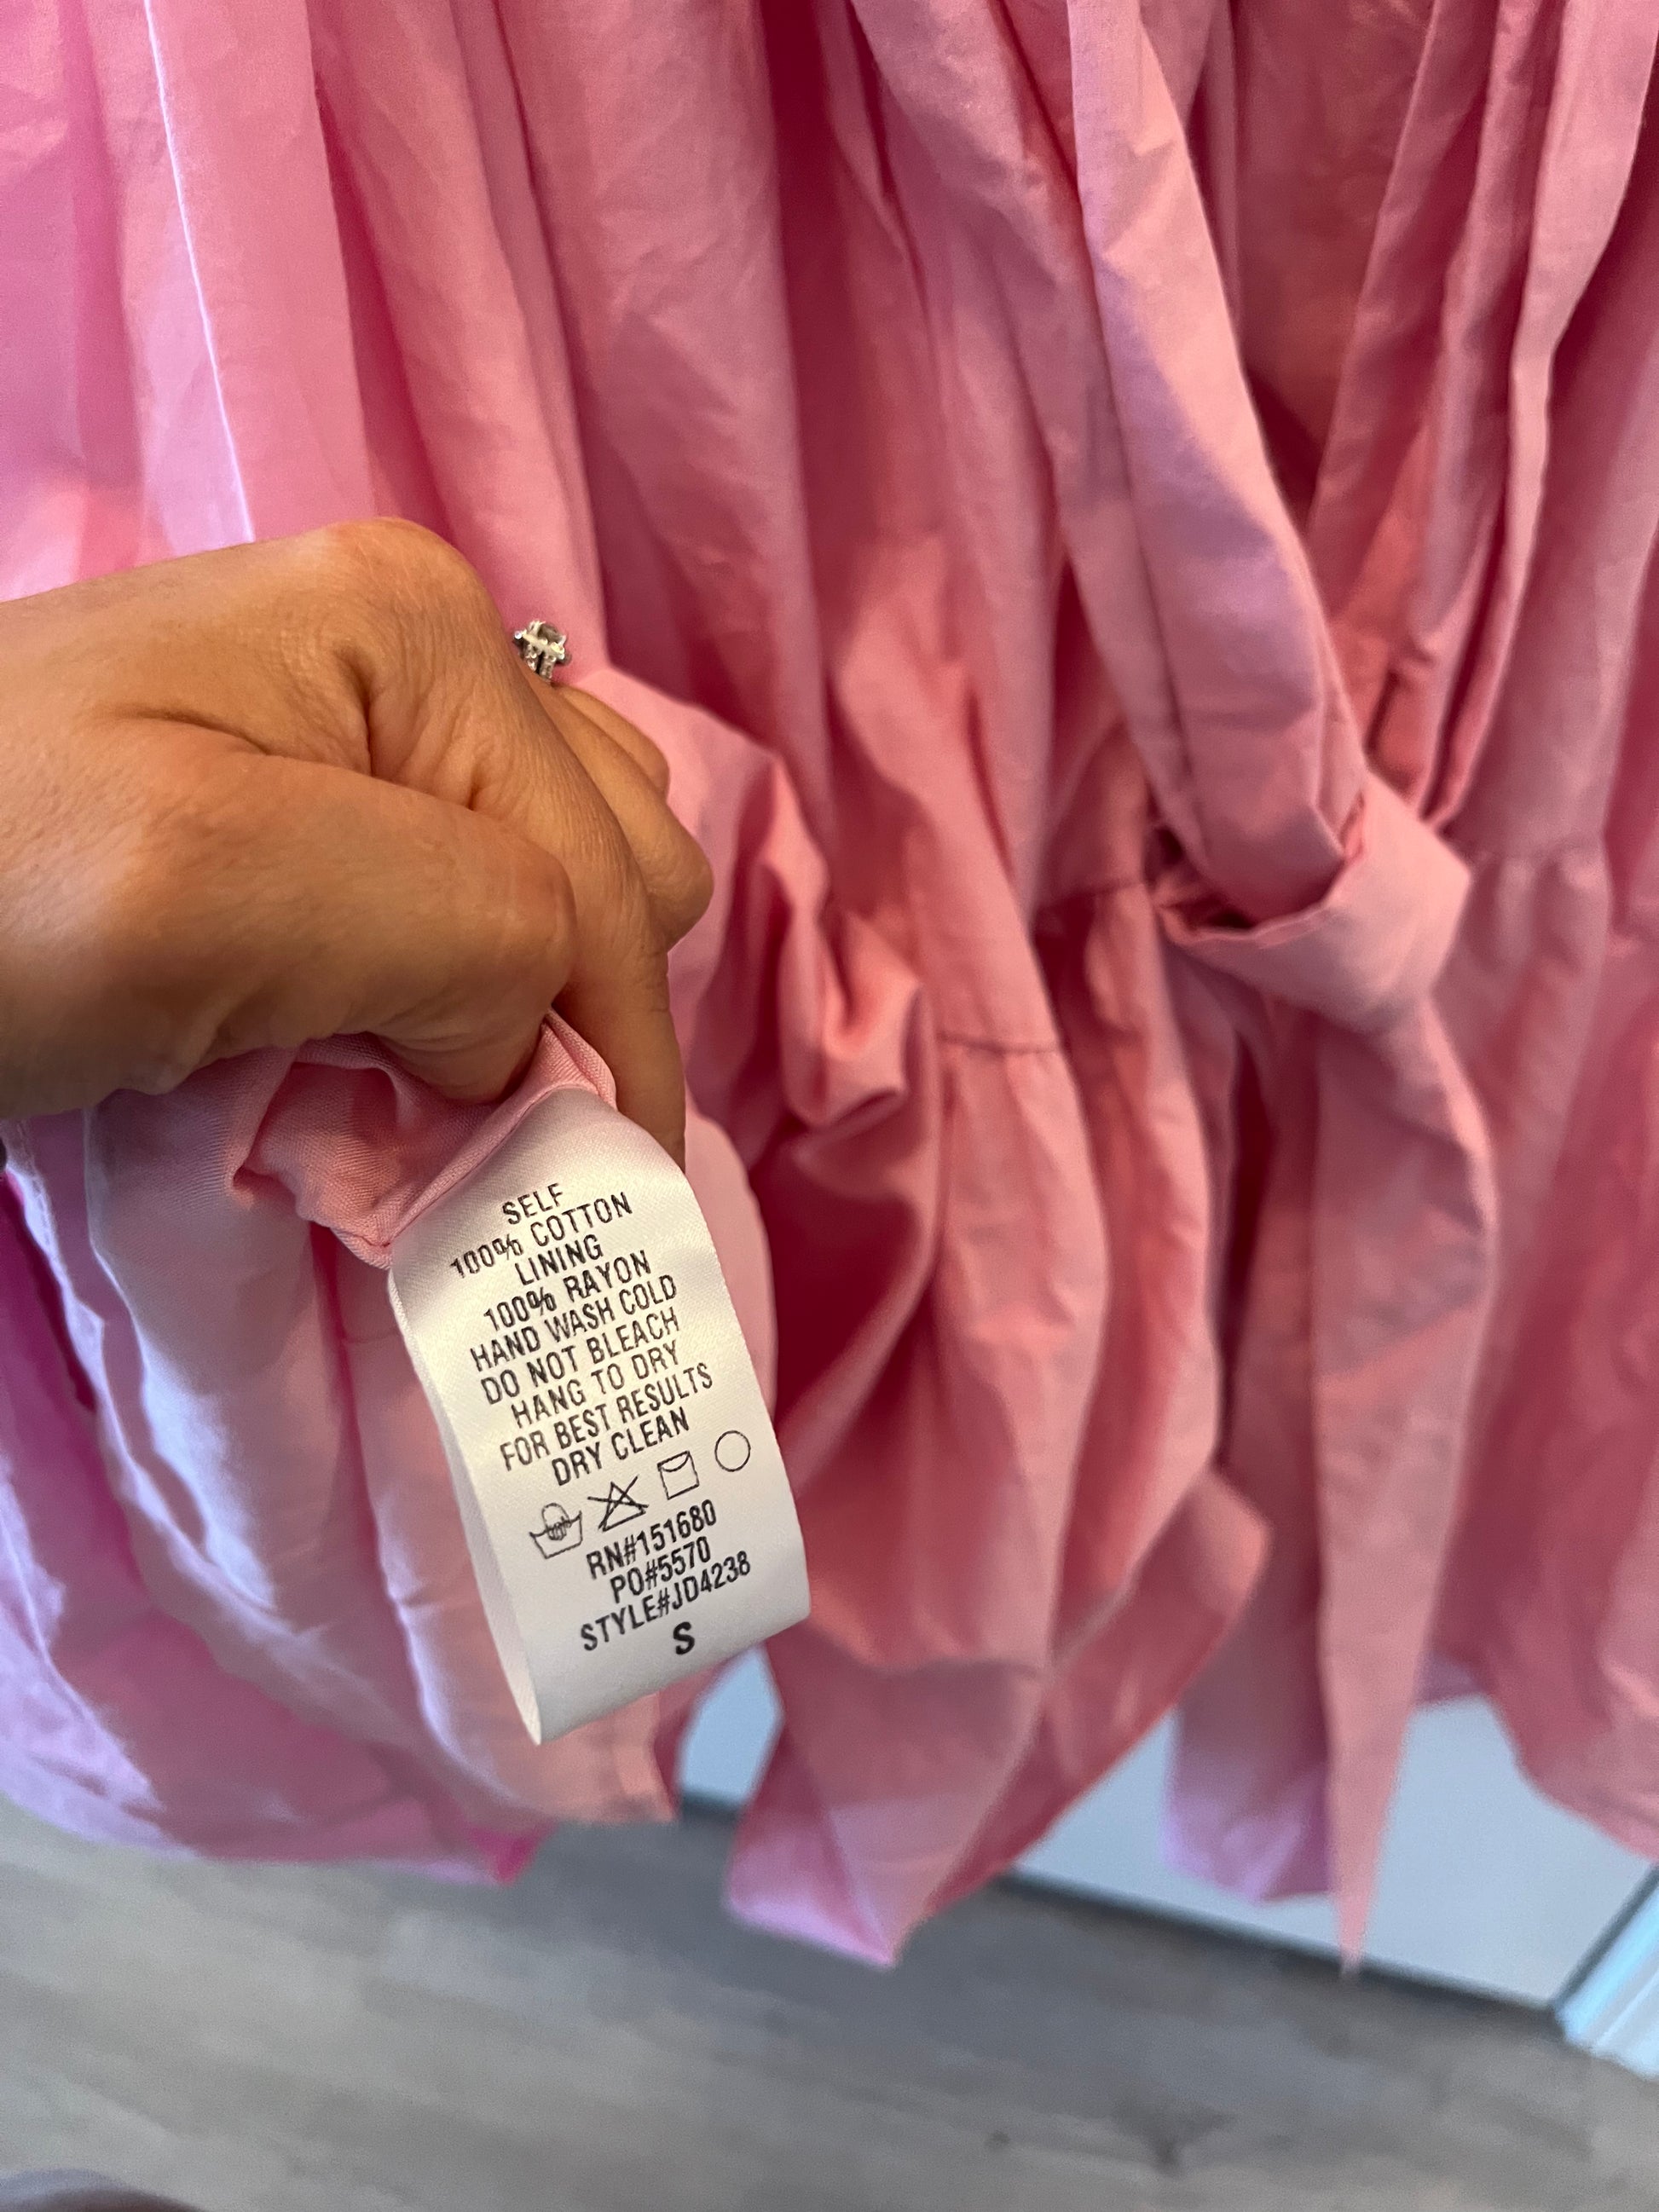 SELF
100% COTTON
LINING
100% RAYON
HAND WASH COLD
DO NOT BLEACH
HANG TO DRY
FOR BEST RESULTS
DRY CLEAN
RN#151680
PO#5570
STYLE#JD4238
S